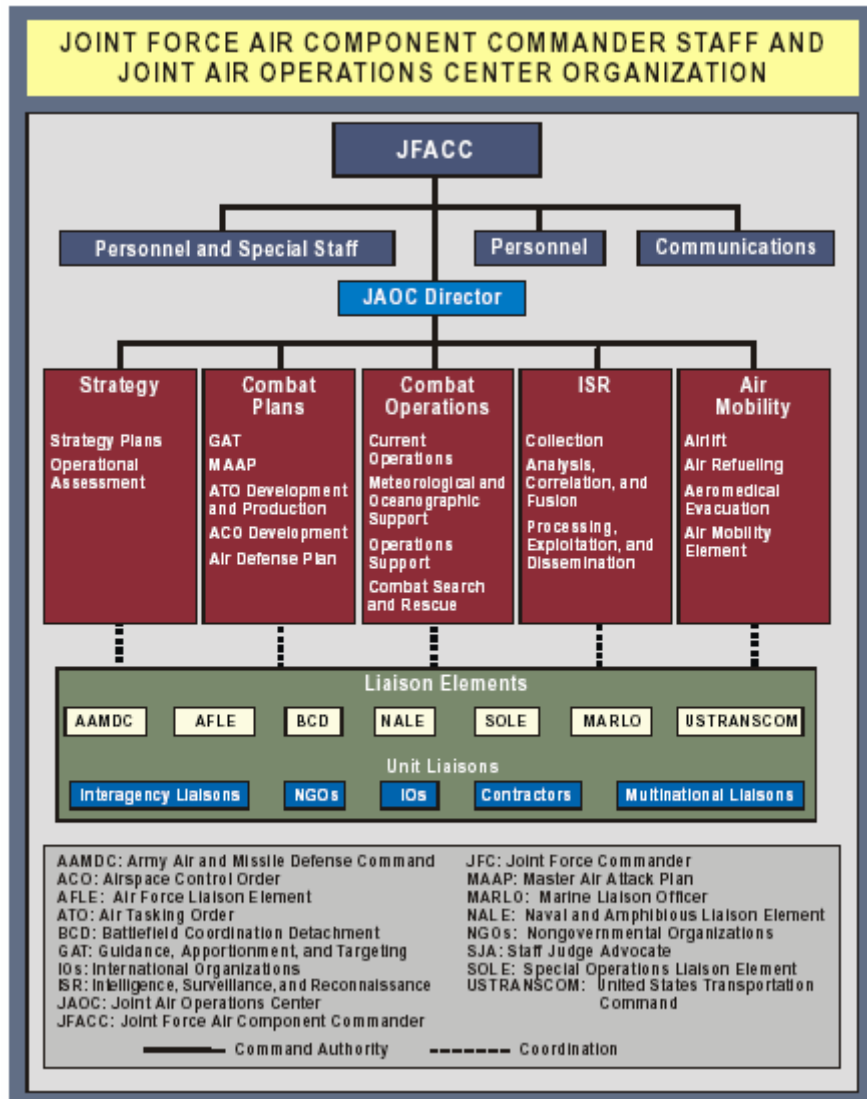 JOINT FORCE AIR COMPONENT COMMANDER STAFF AND
JOINT AIR OPERATIONS CENTER ORGANIZATION
JFACC
Personnel and Special Staff
Personnel
Communications
JAOC Director
Strategy
Strategy Plans
Operational
Assessment
Combat
Plans
GAT
MAAP
ATO Development
and Production
ACO Development
Air Defense Plan
Combat
Operations
Current
Operations
Meteorological and
Oceanographic
Support
Operations
Support
Combat Search
and Rescue
ISR
Collection
Analysis,
Correlation, and
Fusion
Processing,
Exploitation, and
Dissemination
Air
Mobility
Airlift
Air Refueling
Aeromedical
Evacuation
Air Mobility
Element
Liaison Elements
AAMDC
AFLE
BCD
NALE
SOLE
MARLO
USTRANSCOM
Unit Liaisons
Interagency Liaisons
NGOs
IOs
Contractors
Multinational Liaisons
AAMDC: Army Air and Missile Defense Command
ACO: Airspace Control Order
AFLE: Air Force Liaison Element
ATO: Air Tasking Order
BCD: Battlefield Coordination Detachment
GAT: Guidance, Apportionment, and Targeting
IOs: International Organizations
ISR: Intelligence, Surveillance, and Reconnaissance
JAOC: Joint Air Operations Center
JFACC: Joint Force Air Component Commander
JFC: Joint Force Commander
MAAP: Master Air Attack Plan
MARLO: Marine Liaison Officer
NALE: Naval and Amphibious Liaison Element
NGOs: Nongovernmental Organizations
SJA: Staff Judge Advocate
SOLE: Special Operations Liaison Element
USTRANSCOM: United States Transportation
Command
Command Authority
Coordination